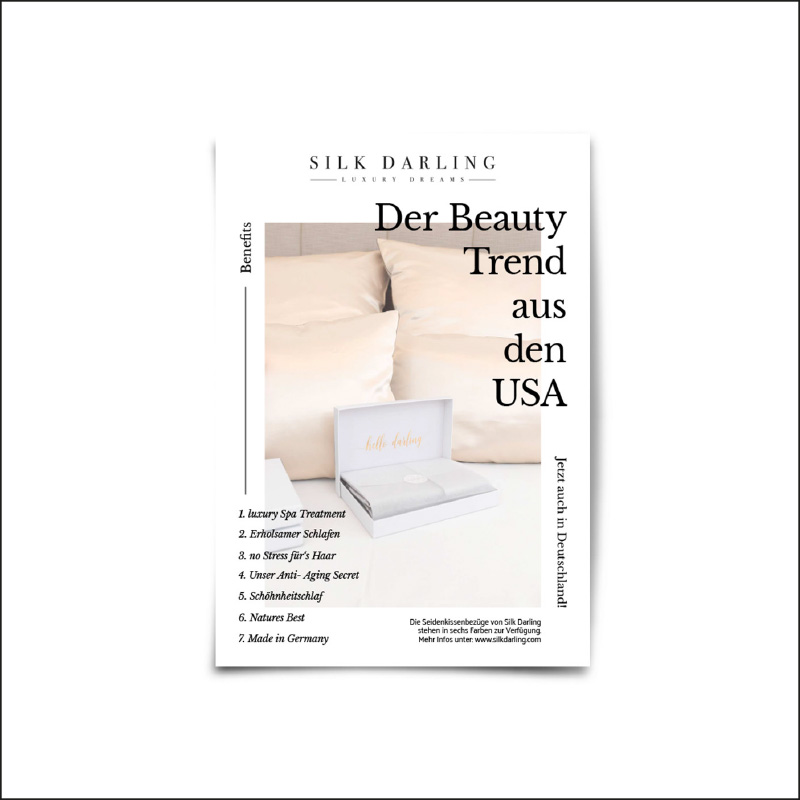 SILK DARLING
LUXURY DREAMS
Der Beauty
Trend
aus
den
USA
Benefits
hello darling
Jetzt auch in Deutschland!
1. luxury Spa Treatment
2. Erholsamer Schlafen
3. no Stress für's Haar
4. Unser Anti- Aging Secret
5. Schöhnheitschlaf
6. Natures Best
7. Made in Germany
Die Seidenkissenbezüge von Silk Darling
stehen in sechs Farben zur Verfügung.
Mehr Infos unter: www.silkdarling.com